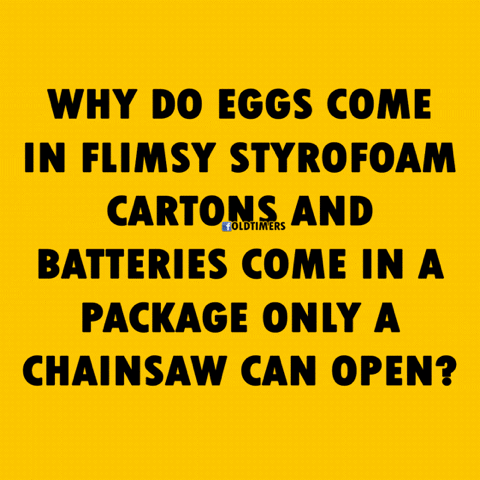 WHY DO EGGS COME
IN FLIMSY STYROFOAM
CARTONS AND
OLDTIMERS
BATTERIES COME IN A
PACKAGE ONLY A
CHAINSAW CAN OPEN?